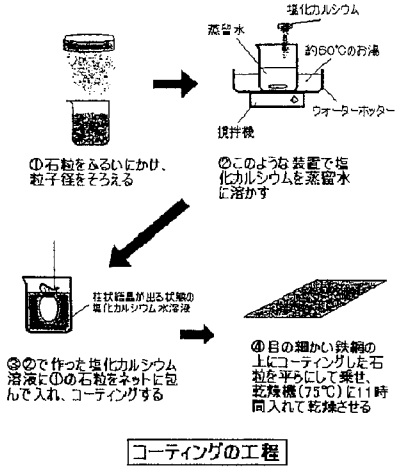 塩化カルシウム
蒸留水
約60℃のお湯
ウォーターホッター
撹拌機
①石粒をふるいにかけ、
粒子径をそろえる
②このような装置で塩
化カルシウムを蒸留水
に溶かす
柱状結晶が出る状態の
塩化カルシウム水溶液
③②で作った塩化カルシウム
溶液に①の石粒をネットに包
んで入れ、コーティングする
④目の細かい鉄網の
上にコーティングした石
粒を平らにして乗せ、
乾燥機(75℃)に11時
間入れて乾燥させる
コーティングの工程